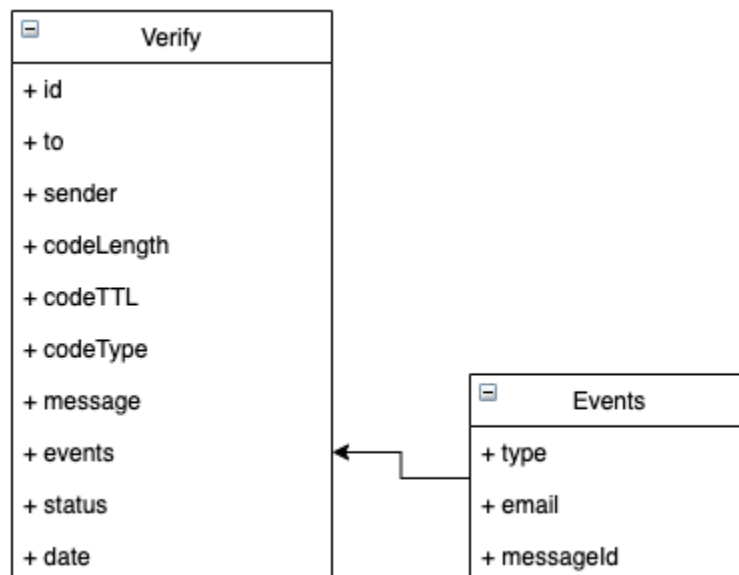 Verify
+ id
+ to
+ sender
+ codeLength
+ codeTTL
+ codeType
+ message
+ events
+ status
+ date
Events
+ type
+ email
+ messageId